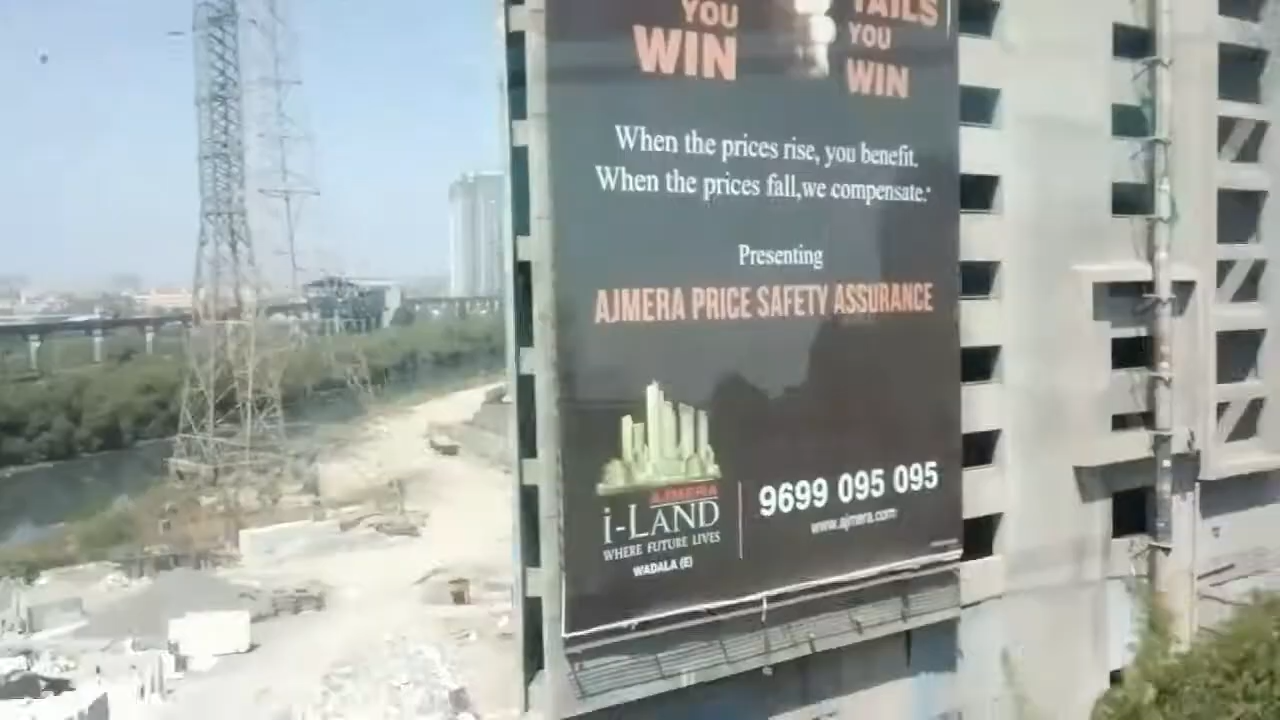 YOU
WIN
TAILS
YOU
WIN
When the prices rise, you benefit.
When the prices fall,we compensate.*
Presenting
AJMERA PRICE SAFETY ASSURANCE
AJMERA
i-LAND
WHERE FUTURE LIVES
WADALA (E)
9699 095 095
www.ajmera.com